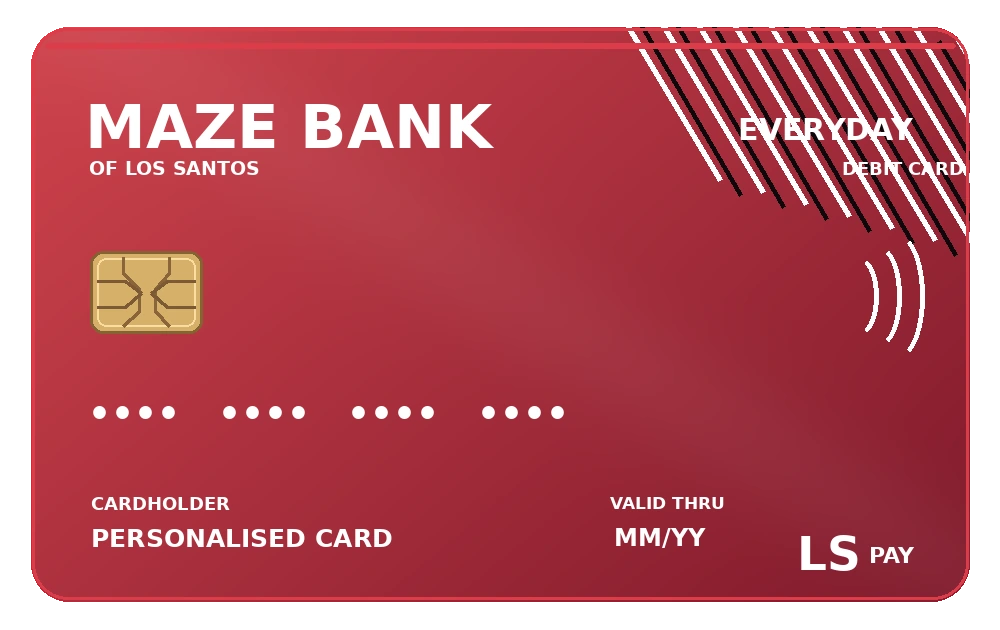 MAZE BANK
OF LOS SANTOS
EVERYDAY
DEBIT CARD
•••• •••• •••• ••••
CARDHOLDER
PERSONALISED CARD
VALID THRU
MM/YY
LS PAY